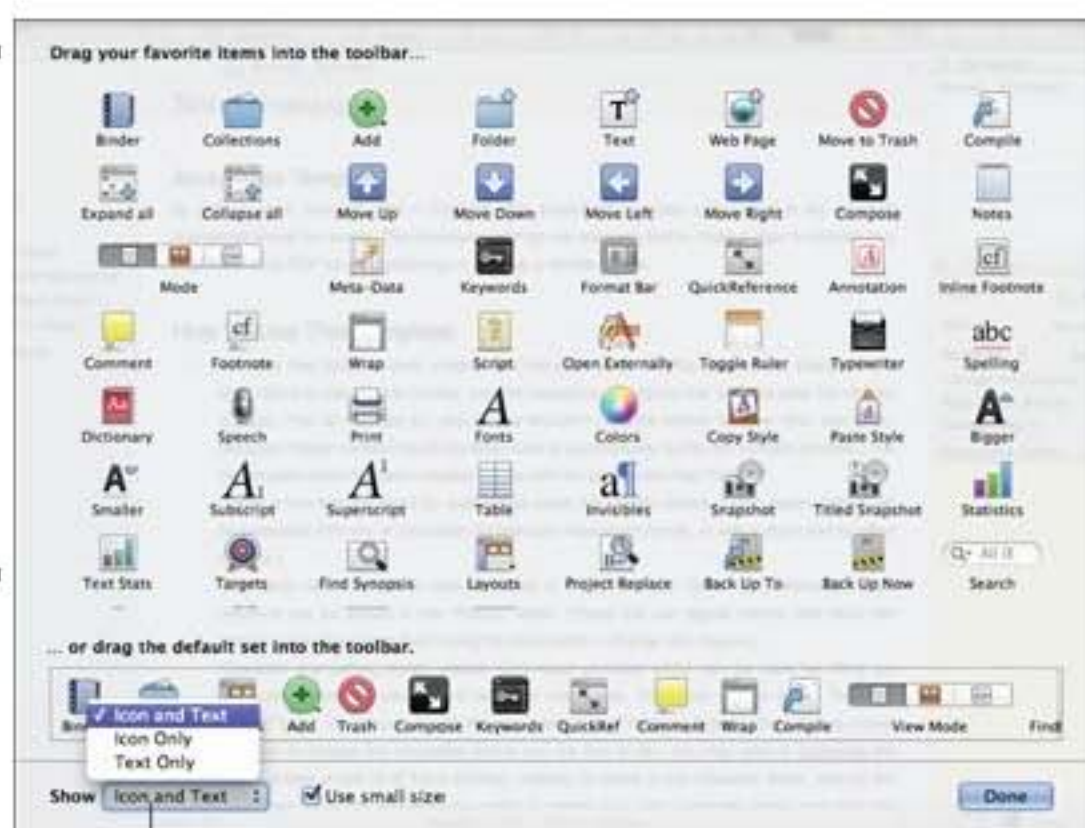 Drag your favorite items into the toolbar...
Binder Collections Add Folder Text Web Page Move to Trash Compile
Expand all Collapse all Move Up Move Down Move Left Move Right Compose Notes
Mode Meta-Data Keywords Format Bar QuickReference Annotation Inline Footnote
Comment Footnote Wrap Script Open Externally Toggle Ruler Typewriter Spelling
Dictionary Speech Print Fonts Colors Copy Style Paste Style Bigger
Smaller Subscript Superscript Table Invisibles Snapshot Titled Snapshot Statistics
Text Stats Targets Find Synopsis Layouts Project Replace Back Up To Back Up Now Search
... or drag the default set into the toolbar.
Add Trash Compose Keywords QuickRef Comment Wrap Compile View Mode Find
✓ Icon and Text
Icon Only
Text Only
Show Icon and Text Use small size Done